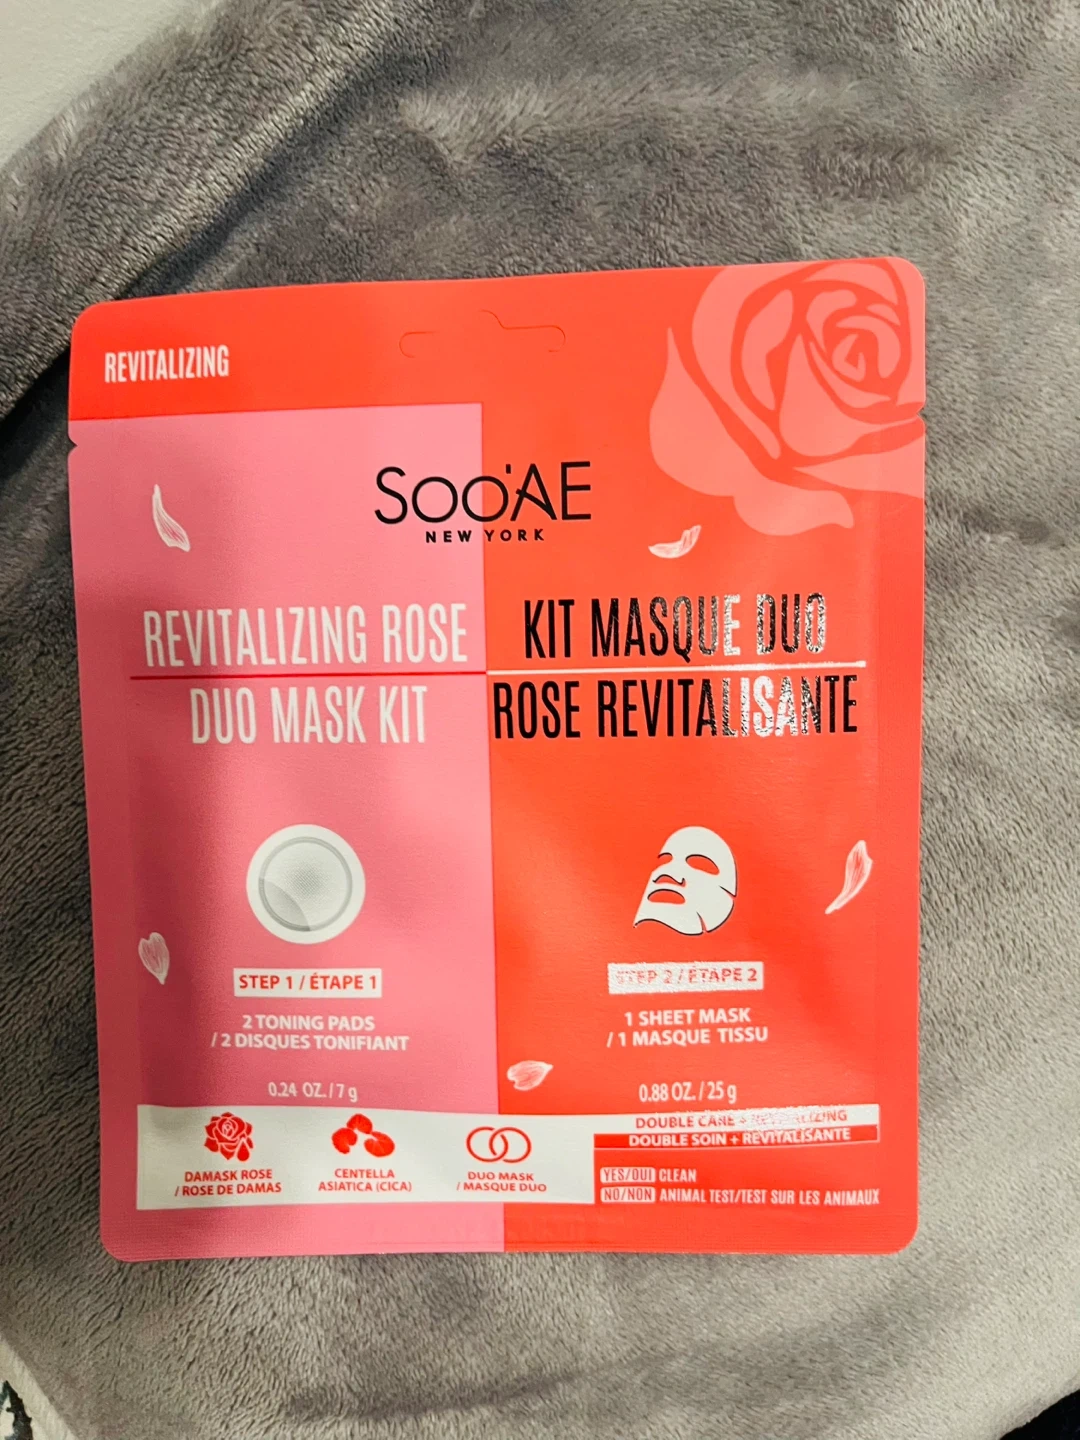 REVITALIZING
Soo'AE
NEW YORK
REVITALIZING ROSE
DUO MASK KIT
KIT MASQUE DUO
ROSE REVITALISANTE
STEP 1 / ÉTAPE 1
2 TONING PADS
/ 2 DISQUES TONIFIANT
0.24 OZ. / 7 g
STEP 2 / ÉTAPE 2
1 SHEET MASK
/ 1 MASQUE TISSU
0.88 OZ. / 25 g
DAMASK ROSE
/ ROSE DE DAMAS
CENTELLA
ASIATICA (CICA)
DUO MASK
/ MASQUE DUO
DOUBLE CARE + REVITALIZING
DOUBLE SOIN + REVITALISANTE
YES/OUI CLEAN
NO/NON ANIMAL TEST/TEST SUR LES ANIMAUX